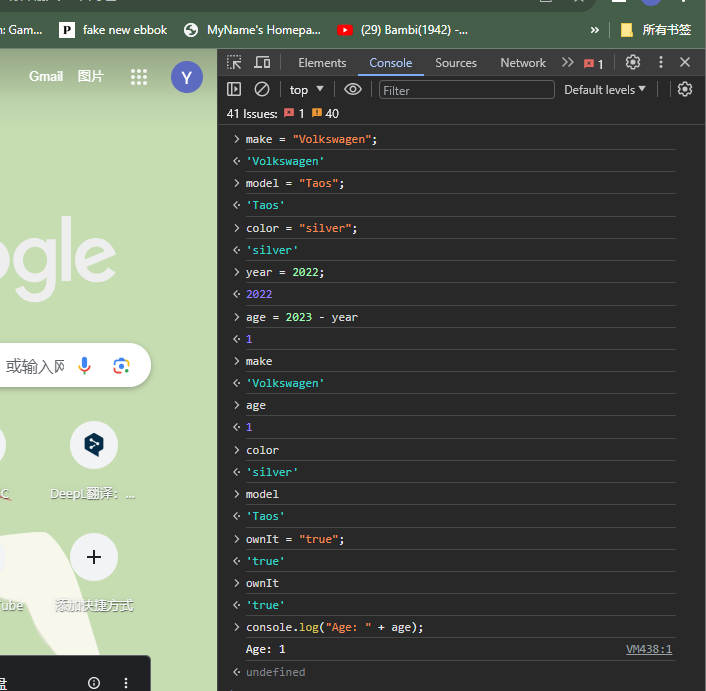 n: Gam...
fake new ebbok
MyName's Homepa...
(29) Bambi(1942) -...
»
所有书签
Gmail
图片
Y
ogle
或输入网
DeepL翻译：...
ube
添加快捷方式
Elements
Console
Sources
Network
1
top
Filter
Default levels
41 Issues:
1
40
> make = "Volkswagen";
'Volkswagen'
> model = "Taos";
'Taos'
> color = "silver";
'silver'
> year = 2022;
2022
> age = 2023 - year
1
> make
'Volkswagen'
> age
1
> color
'silver'
> model
'Taos'
> ownIt = "true";
'true'
> ownIt
'true'
> console.log("Age: " + age);
Age: 1 VM438:1
undefined